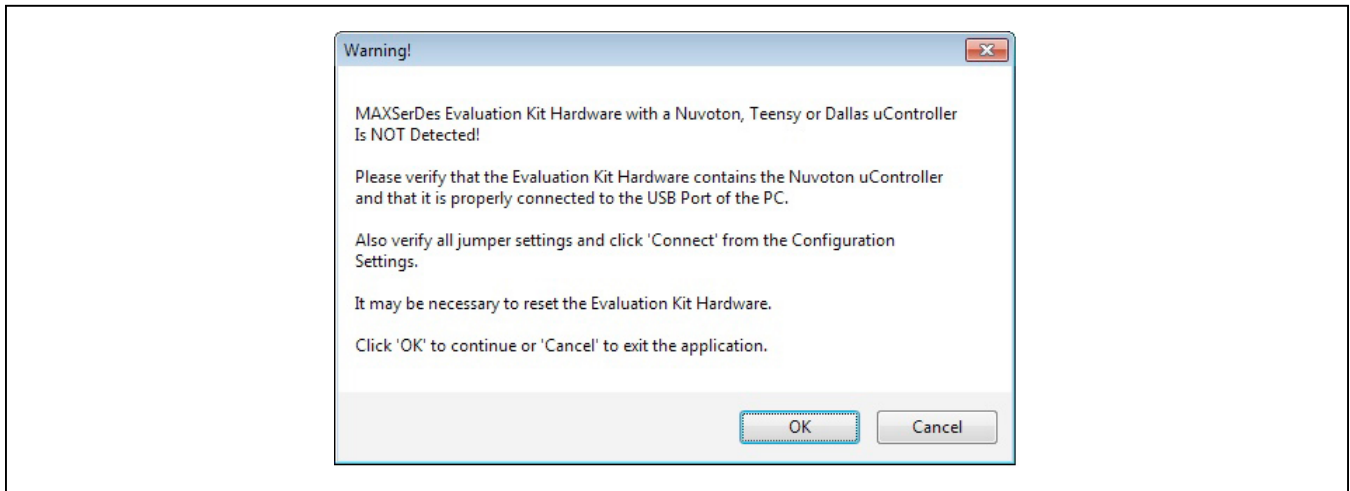 Warning!
MAXSerDes Evaluation Kit Hardware with a Nuvoton, Teensy or Dallas uController
Is NOT Detected!
Please verify that the Evaluation Kit Hardware contains the Nuvoton uController
and that it is properly connected to the USB Port of the PC.
Also verify all jumper settings and click 'Connect' from the Configuration
Settings.
It may be necessary to reset the Evaluation Kit Hardware.
Click 'OK' to continue or 'Cancel' to exit the application.
OK
Cancel